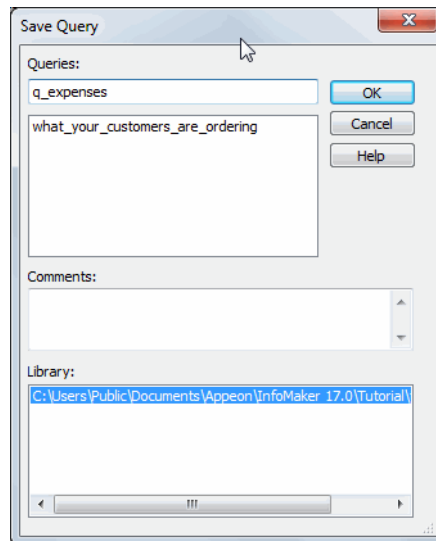 Save Query
Queries:
q_expenses
OK
what_your_customers_are_ordering
Cancel
Help
Comments:
Library:
C:\Users\Public\Documents\Appeon\InfoMaker 17.0\Tutorial\